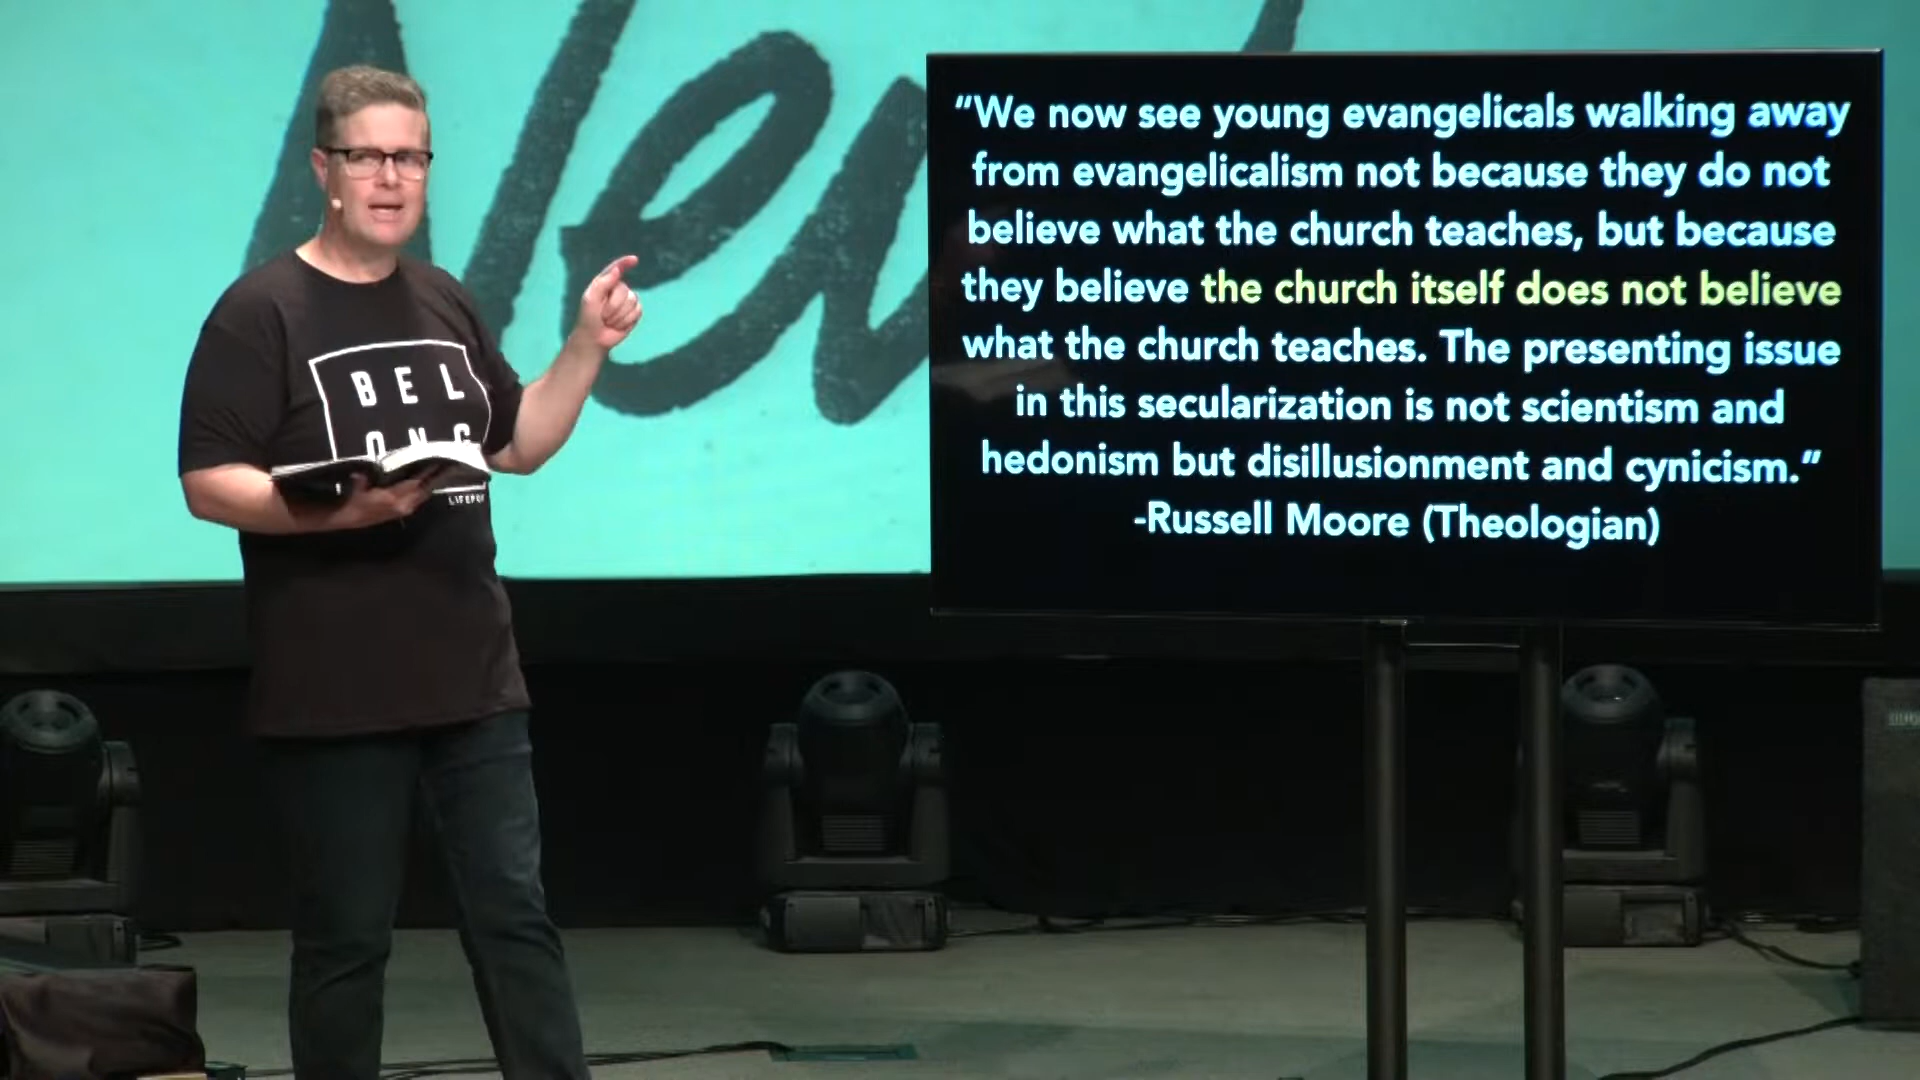 New
"We now see young evangelicals walking away
from evangelicalism not because they do not
believe what the church teaches, but because
they believe the church itself does not believe
what the church teaches. The presenting issue
in this secularization is not scientism and
hedonism but disillusionment and cynicism."
-Russell Moore (Theologian)
BEL
ONG